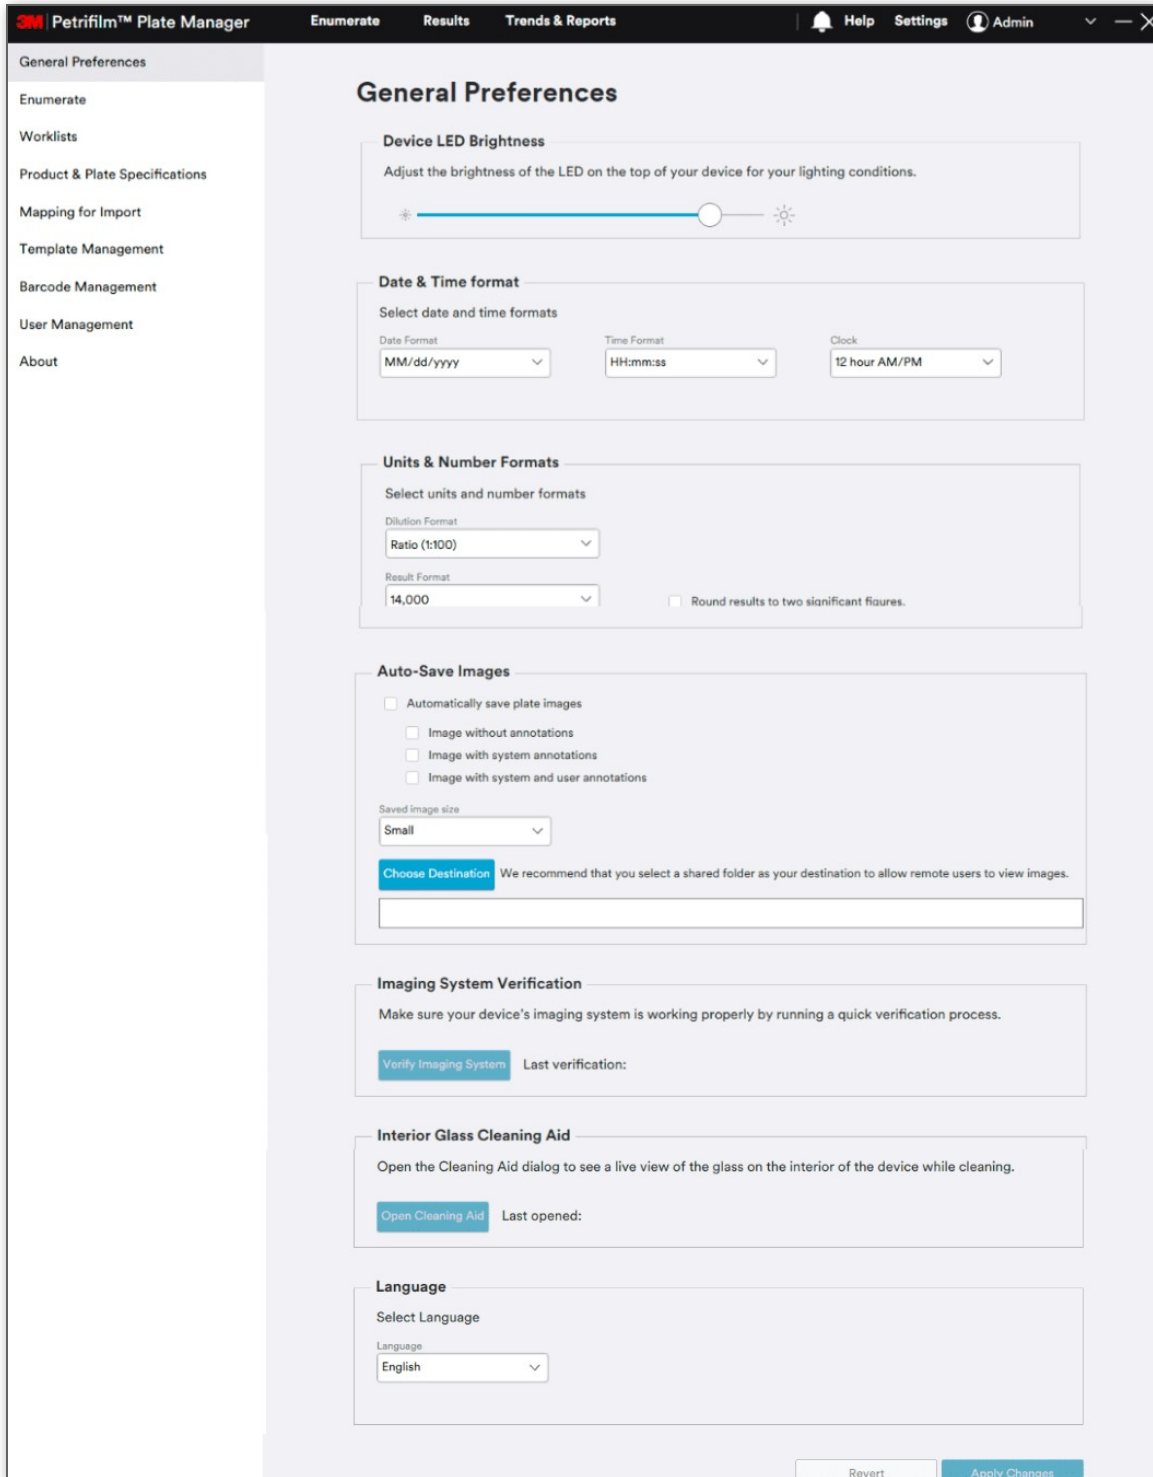 3M Petrifilm™ Plate Manager Enumerate Results Trends & Reports Help Settings Admin
General Preferences
Enumerate
Worklists
Product & Plate Specifications
Mapping for Import
Template Management
Barcode Management
User Management
About
General Preferences
Device LED Brightness
Adjust the brightness of the LED on the top of your device for your lighting conditions.
Date & Time format
Select date and time formats
Date Format Time Format Clock
MM/dd/yyyy HH:mm:ss 12 hour AM/PM
Units & Number Formats
Select units and number formats
Dilution Format
Ratio (1:100)
Result Format
14,000 Round results to two significant figures.
Auto-Save Images
Automatically save plate images
Image without annotations
Image with system annotations
Image with system and user annotations
Saved image size
Small
Choose Destination We recommend that you select a shared folder as your destination to allow remote users to view images.
Imaging System Verification
Make sure your device's imaging system is working properly by running a quick verification process.
Verify Imaging System Last verification:
Interior Glass Cleaning Aid
Open the Cleaning Aid dialog to see a live view of the glass on the interior of the device while cleaning.
Open Cleaning Aid Last opened:
Language
Select Language
Language
English
Revert Apply Changes